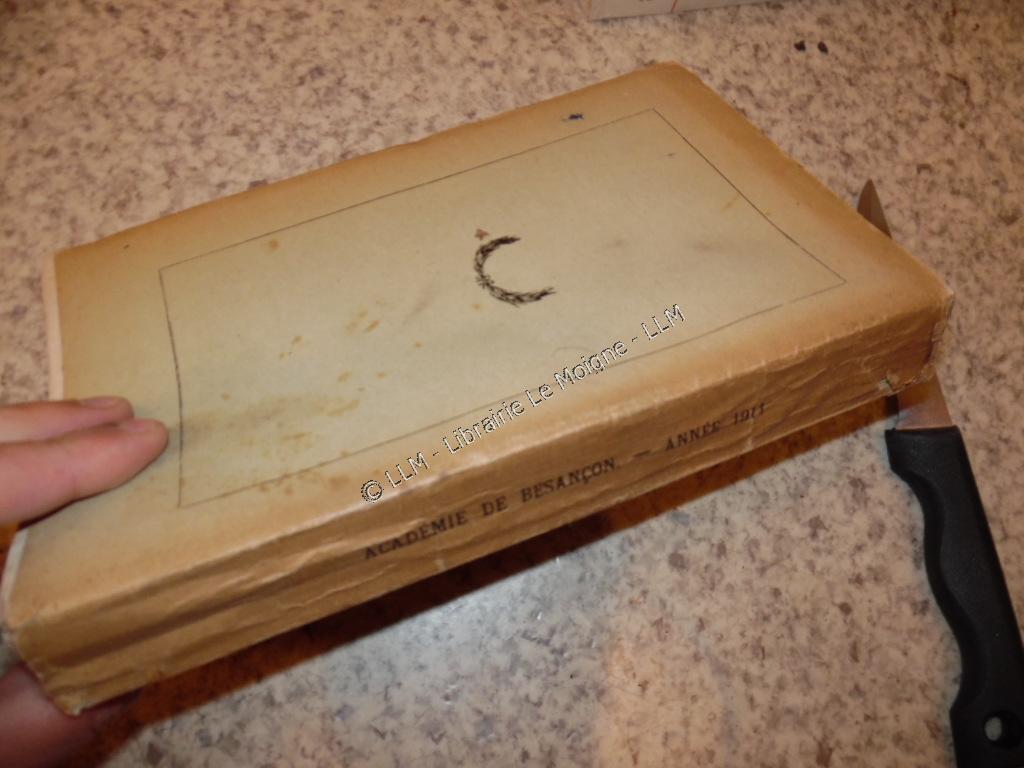 © LLM - Librairie Le Moigne - LLM
ACADÉMIE DE BESANÇON. — ANNÉE 1911